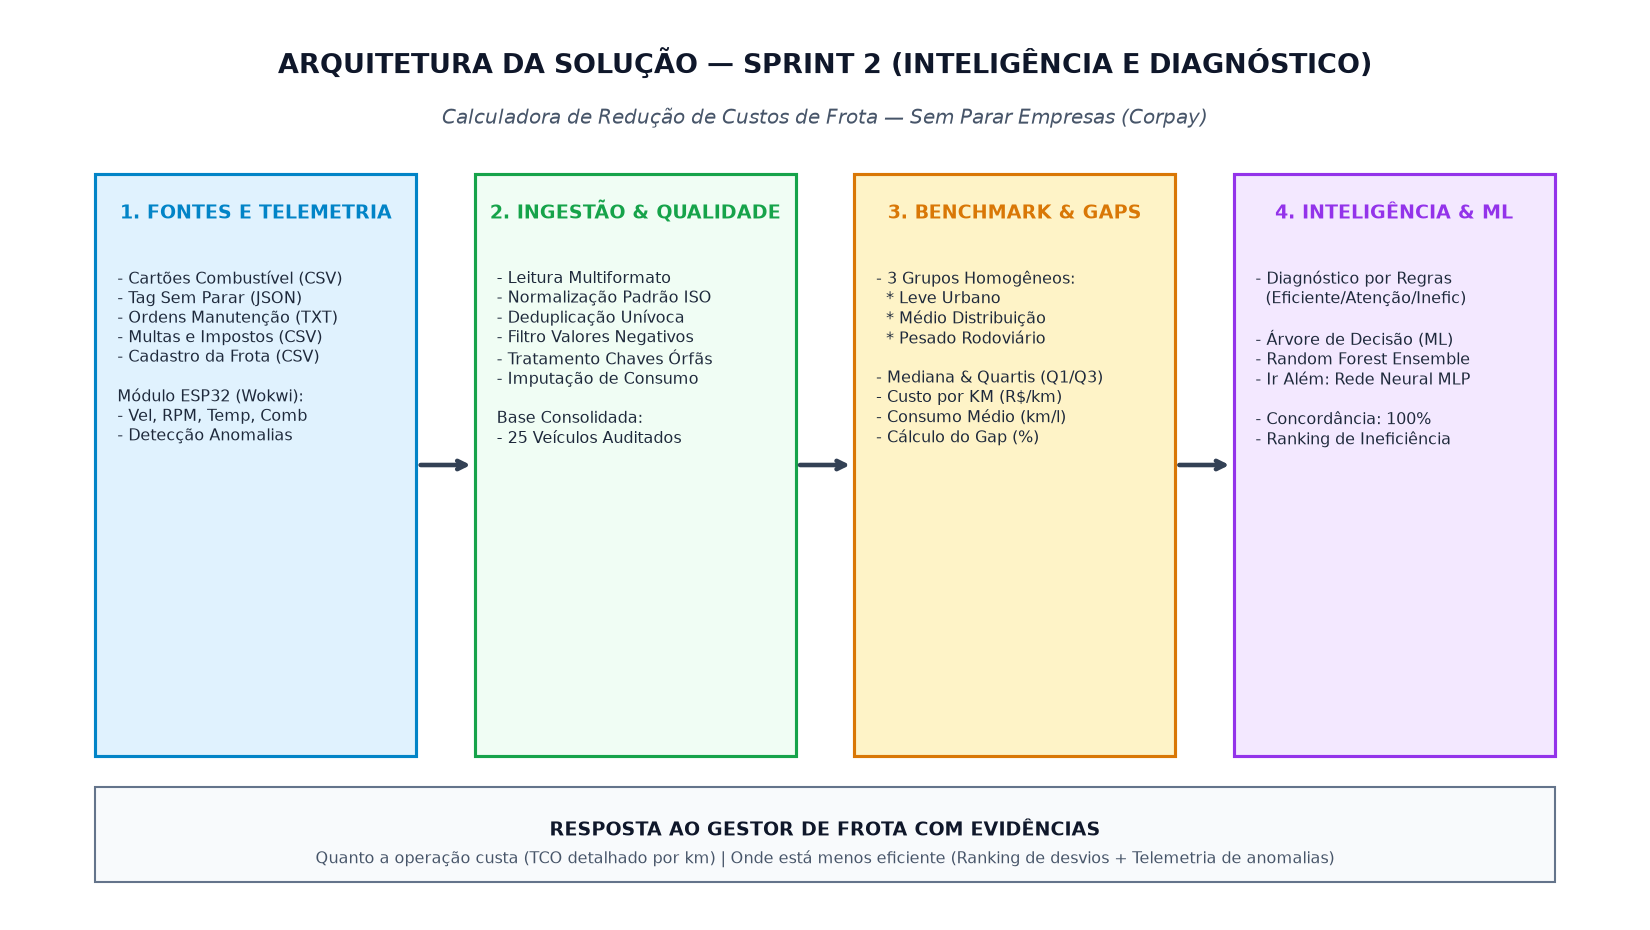 ARQUITETURA DA SOLUÇÃO — SPRINT 2 (INTELIGÊNCIA E DIAGNÓSTICO)
Calculadora de Redução de Custos de Frota — Sem Parar Empresas (Corpay)
1. FONTES E TELEMETRIA
- Cartões Combustível (CSV)
- Tag Sem Parar (JSON)
- Ordens Manutenção (TXT)
- Multas e Impostos (CSV)
- Cadastro da Frota (CSV)
Módulo ESP32 (Wokwi):
- Vel, RPM, Temp, Comb
- Detecção Anomalias
2. INGESTÃO & QUALIDADE
- Leitura Multiformato
- Normalização Padrão ISO
- Deduplicação Unívoca
- Filtro Valores Negativos
- Tratamento Chaves Órfãs
- Imputação de Consumo
Base Consolidada:
- 25 Veículos Auditados
3. BENCHMARK & GAPS
- 3 Grupos Homogêneos:
* Leve Urbano
* Médio Distribuição
* Pesado Rodoviário
- Mediana & Quartis (Q1/Q3)
- Custo por KM (R$/km)
- Consumo Médio (km/l)
- Cálculo do Gap (%)
4. INTELIGÊNCIA & ML
- Diagnóstico por Regras
(Eficiente/Atenção/Inefic)
- Árvore de Decisão (ML)
- Random Forest Ensemble
- Ir Além: Rede Neural MLP
- Concordância: 100%
- Ranking de Ineficiência
RESPOSTA AO GESTOR DE FROTA COM EVIDÊNCIAS
Quanto a operação custa (TCO detalhado por km) | Onde está menos eficiente (Ranking de desvios + Telemetria de anomalias)